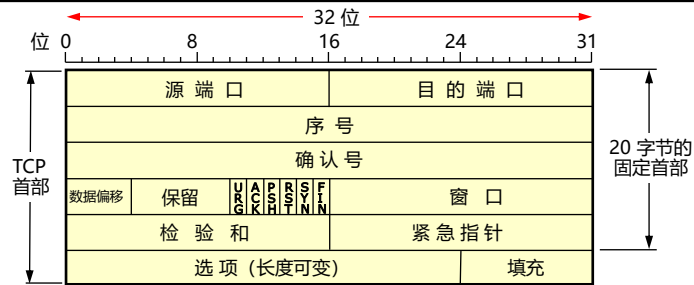 32 位
位 0 8 16 24 31
源 端 口 目 的 端 口
序 号
TCP
首部
确 认 号
20 字节的
固定首部
数据偏移 保留 URG ACK PSH RST SYN FIN 窗 口
检 验 和 紧 急 指 针
选 项 (长度可变) 填充